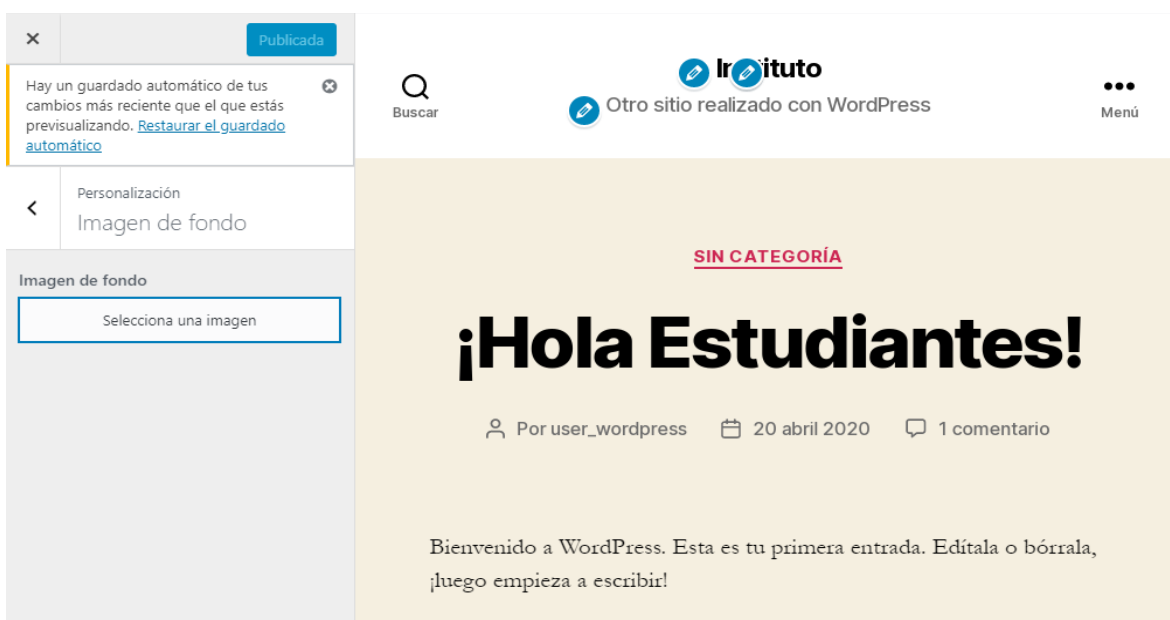 Publicada
Hay un guardado automático de tus
cambios más reciente que el que estás
previsualizando. Restaurar el guardado
automático
Personalización
Imagen de fondo
Imagen de fondo
Selecciona una imagen
Buscar
Otro sitio realizado con WordPress
Menú
SIN CATEGORÍA
¡Hola Estudiantes!
Por user_wordpress
20 abril 2020
1 comentario
Bienvenido a WordPress. Esta es tu primera entrada. Edítala o bórrala,
¡luego empieza a escribir!